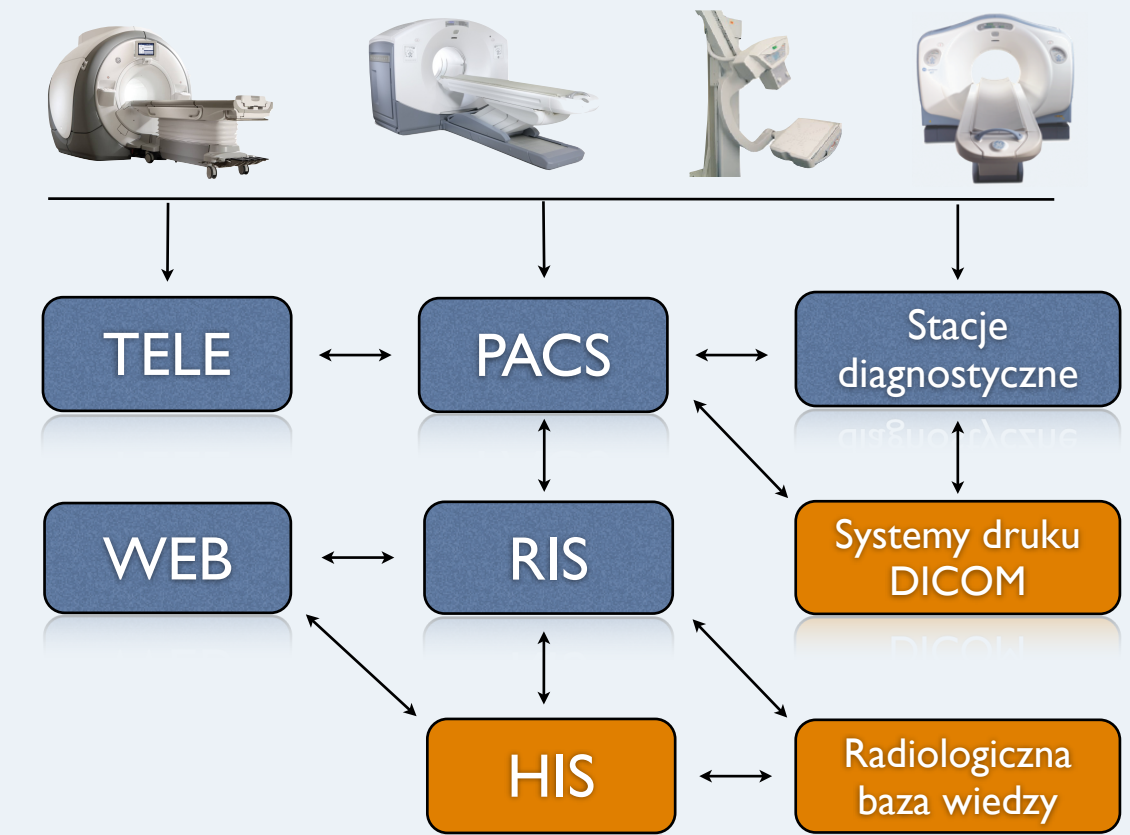 TELE
PACS
Stacje
diagnostyczne
WEB
RIS
Systemy druku
DICOM
HIS
Radiologiczna
baza wiedzy